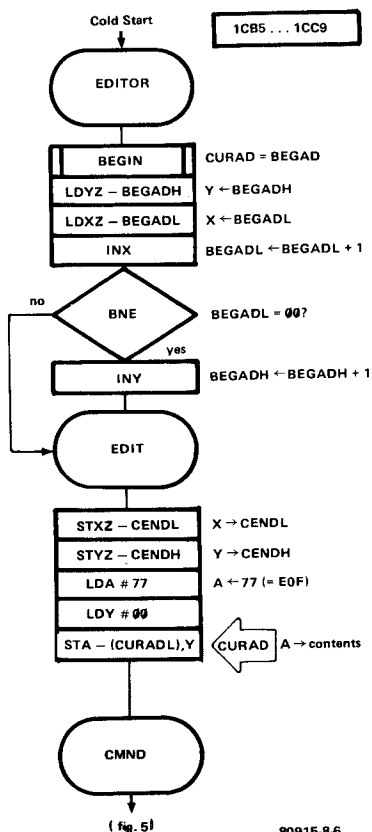 Cold Start
1CB5 . . . 1CC9
EDITOR
BEGIN CURAD = BEGAD
LDYZ – BEGADH Y ← BEGADH
LDXZ – BEGADL X ← BEGADL
INX BEGADL ← BEGADL + 1
no BNE BEGADL = 00?
yes
INY BEGADH ← BEGADH + 1
EDIT
STXZ – CENDL X → CENDL
STYZ – CENDH Y → CENDH
LDA # 77 A ← 77 (= EOF)
LDY # 00
STA – (CURADL),Y CURAD A → contents
CMND
( fig. 5)
80915-8-6